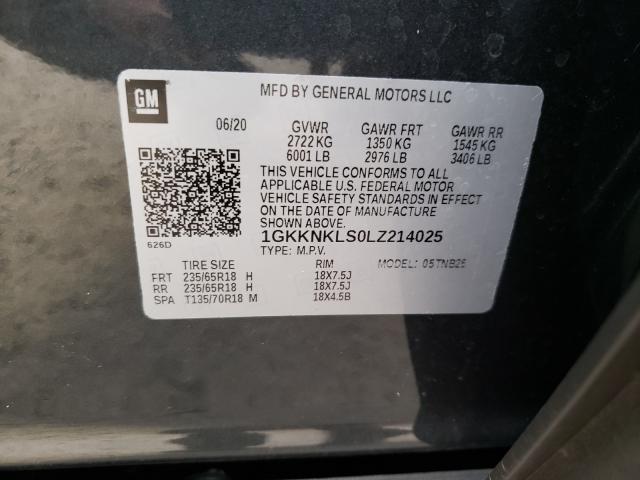 GM
MFD BY GENERAL MOTORS LLC
06/20 GVWR GAWR FRT GAWR RR
2722 KG 1350 KG 1545 KG
6001 LB 2976 LB 3406 LB
THIS VEHICLE CONFORMS TO ALL
APPLICABLE U.S. FEDERAL MOTOR
VEHICLE SAFETY STANDARDS IN EFFECT
ON THE DATE OF MANUFACTURE
SHOWN ABOVE.
626D
1GKKNKLS0LZ214025
TYPE: M.P.V.
TIRE SIZE RIM MODEL: 05TNB26
FRT 235/65R18 H 18X7.5J
RR 235/65R18 H 18X7.5J
SPA T135/70R18 M 18X4.5B